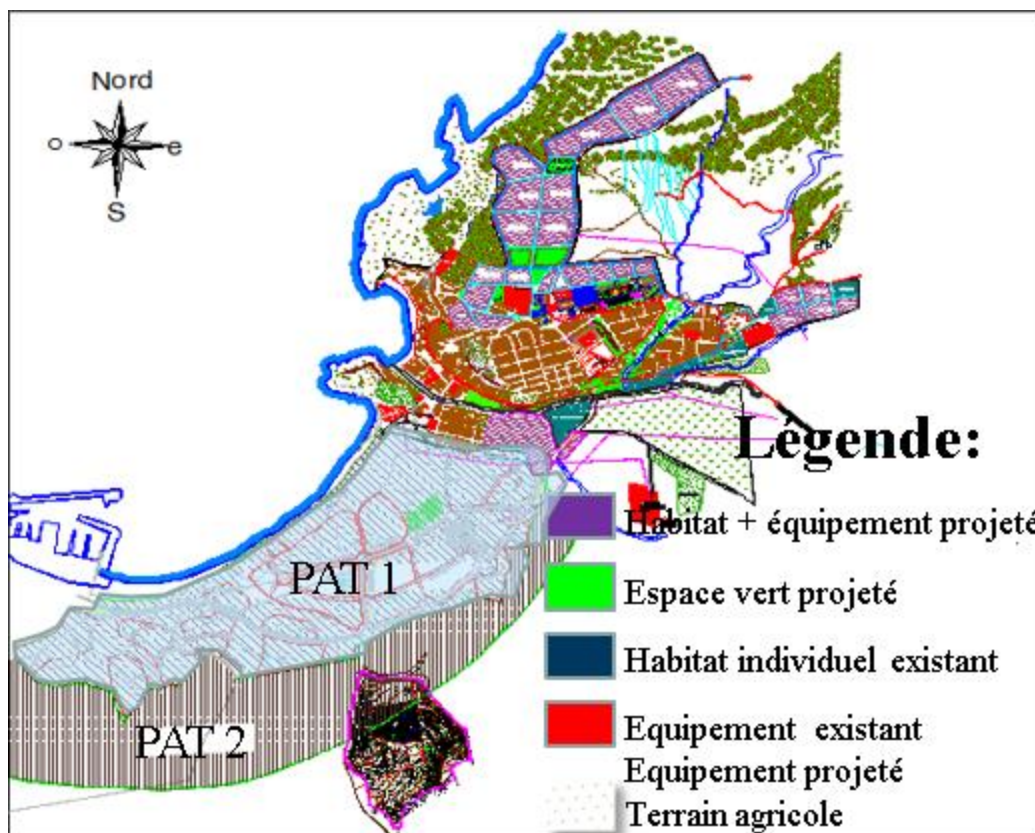 Nord
o
e
S
Légende:
Habitat + équipement projeté
Espace vert projeté
Habitat individuel existant
Equipement existant
Equipement projeté
Terrain agricole
PAT 1
PAT 2